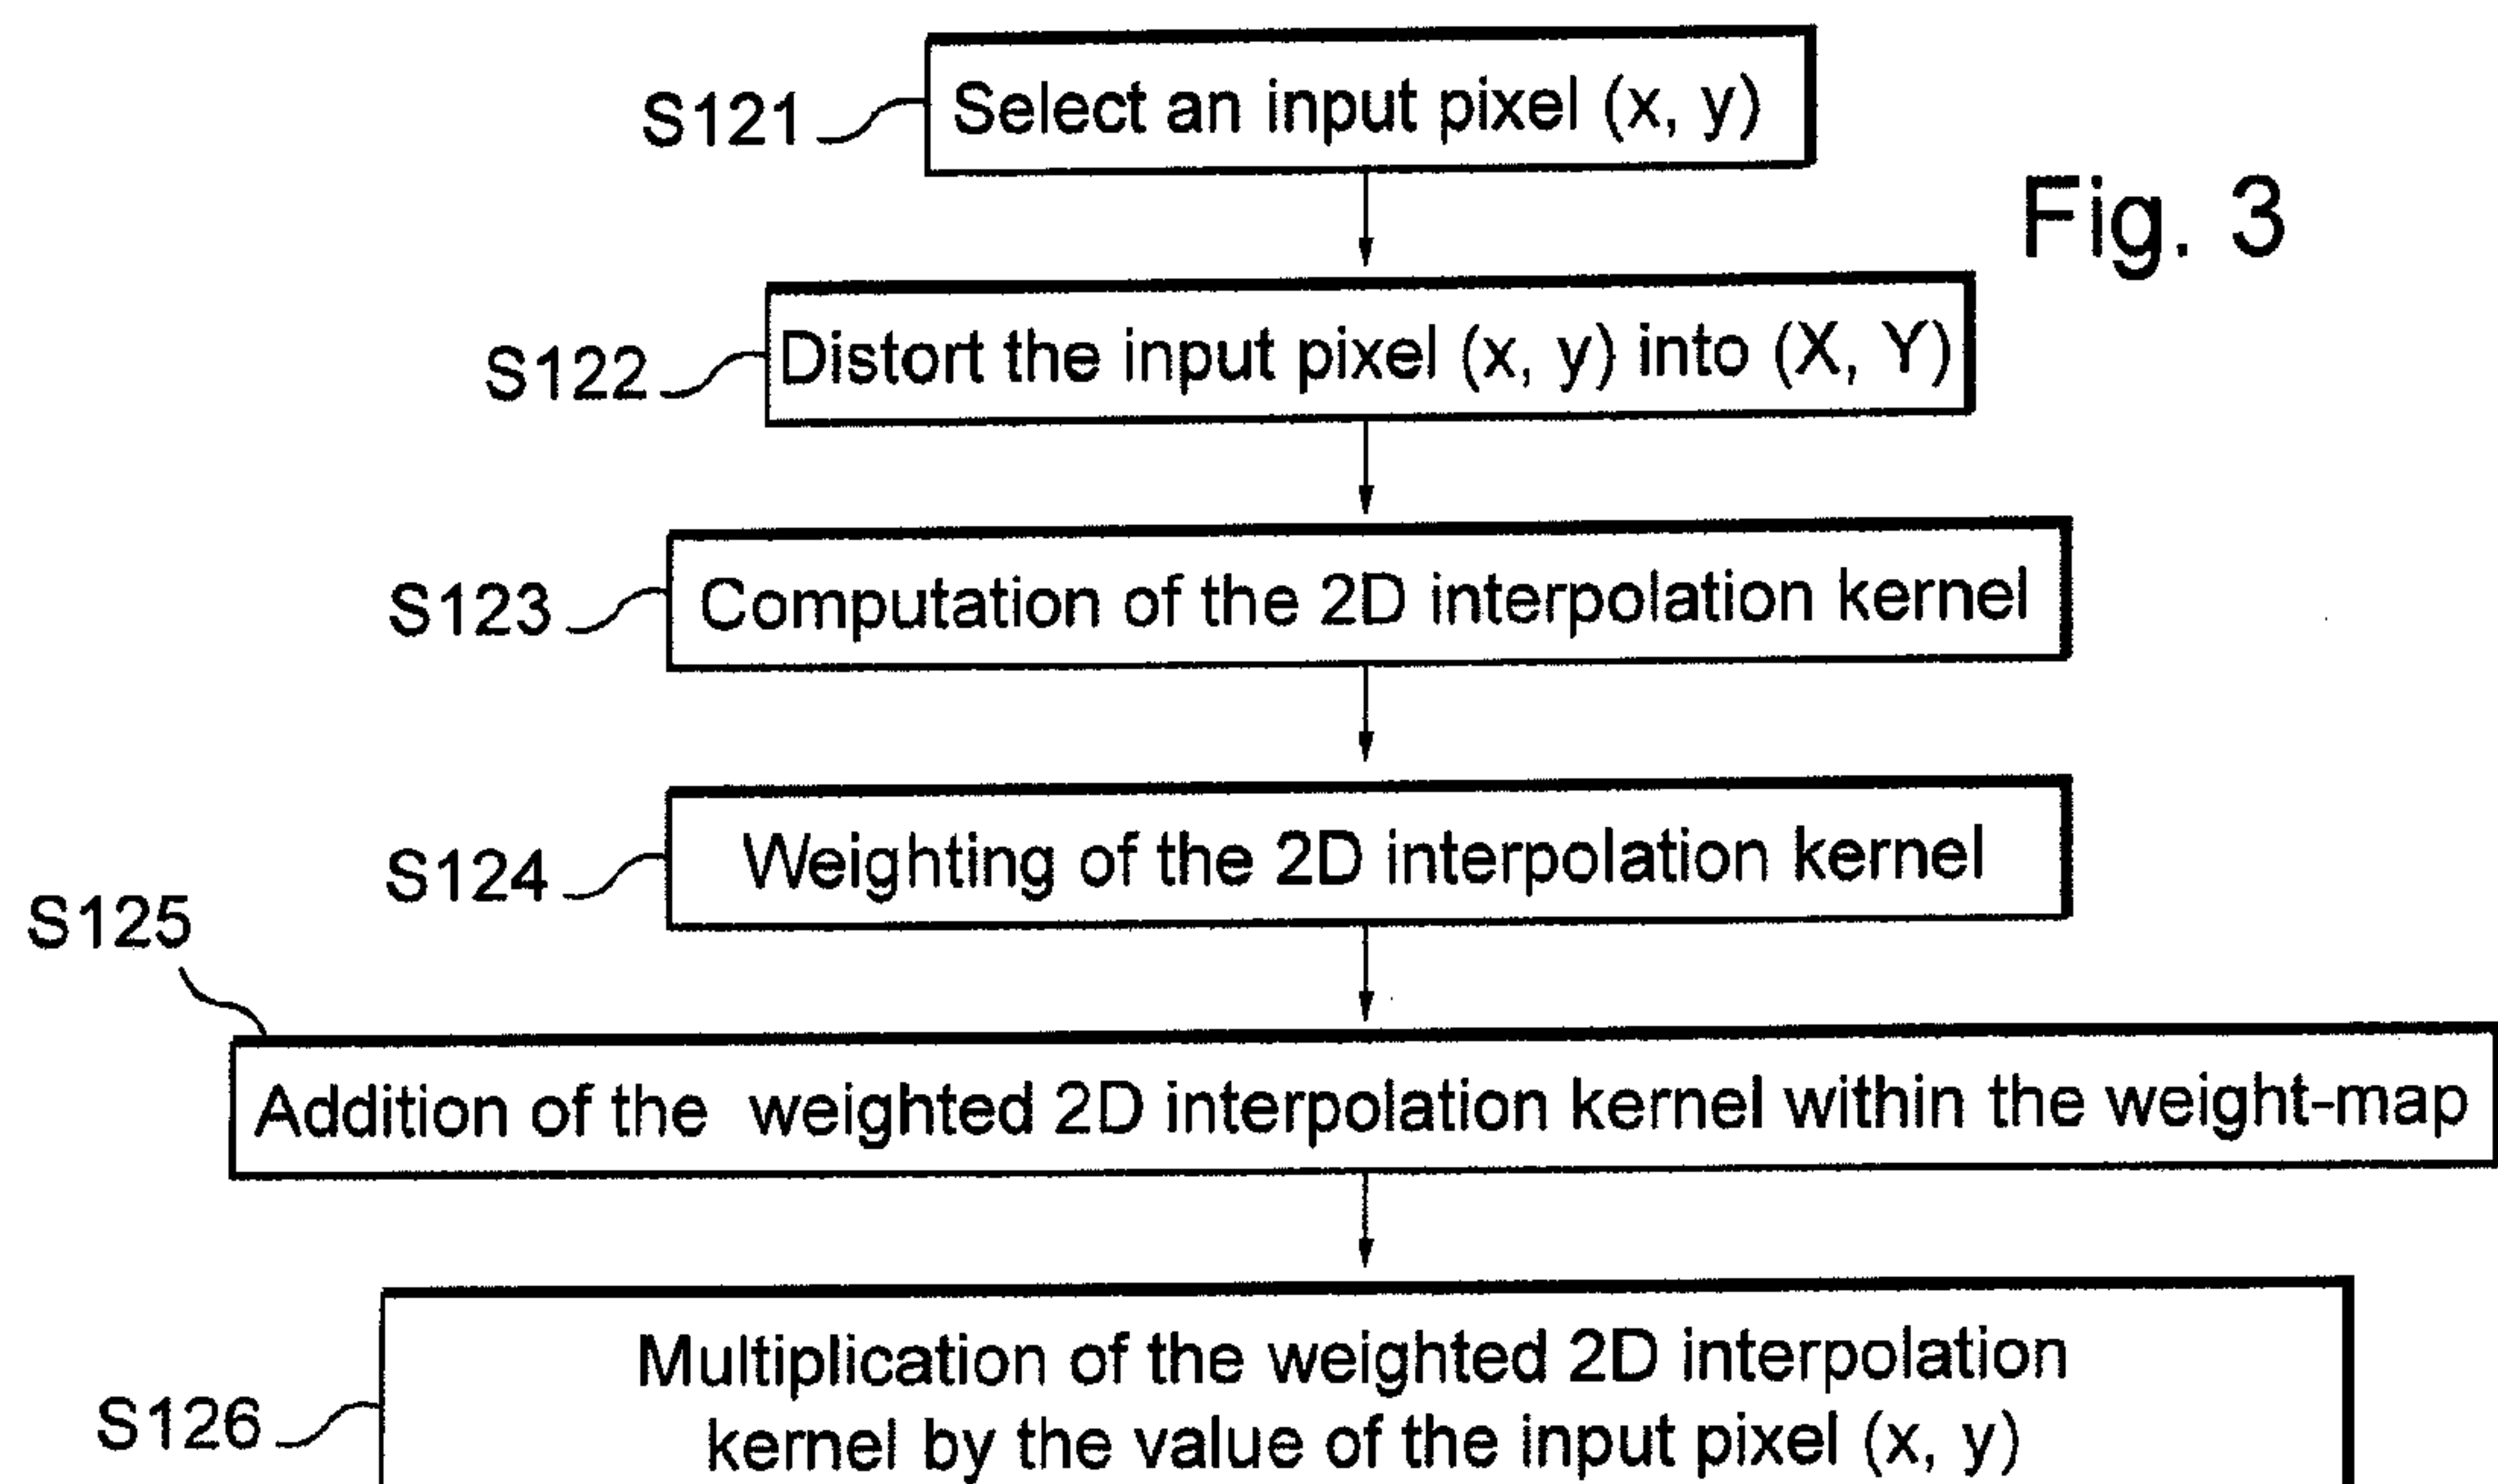 S121
Select an input pixel (x, y)
Fig. 3
S122
Distort the input pixel (x, y) into (X, Y)
S123
Computation of the 2D interpolation kernel
S124
Weighting of the 2D interpolation kernel
S125
Addition of the weighted 2D interpolation kernel within the weight-map
S126
Multiplication of the weighted 2D interpolation
kernel by the value of the input pixel (x, y)